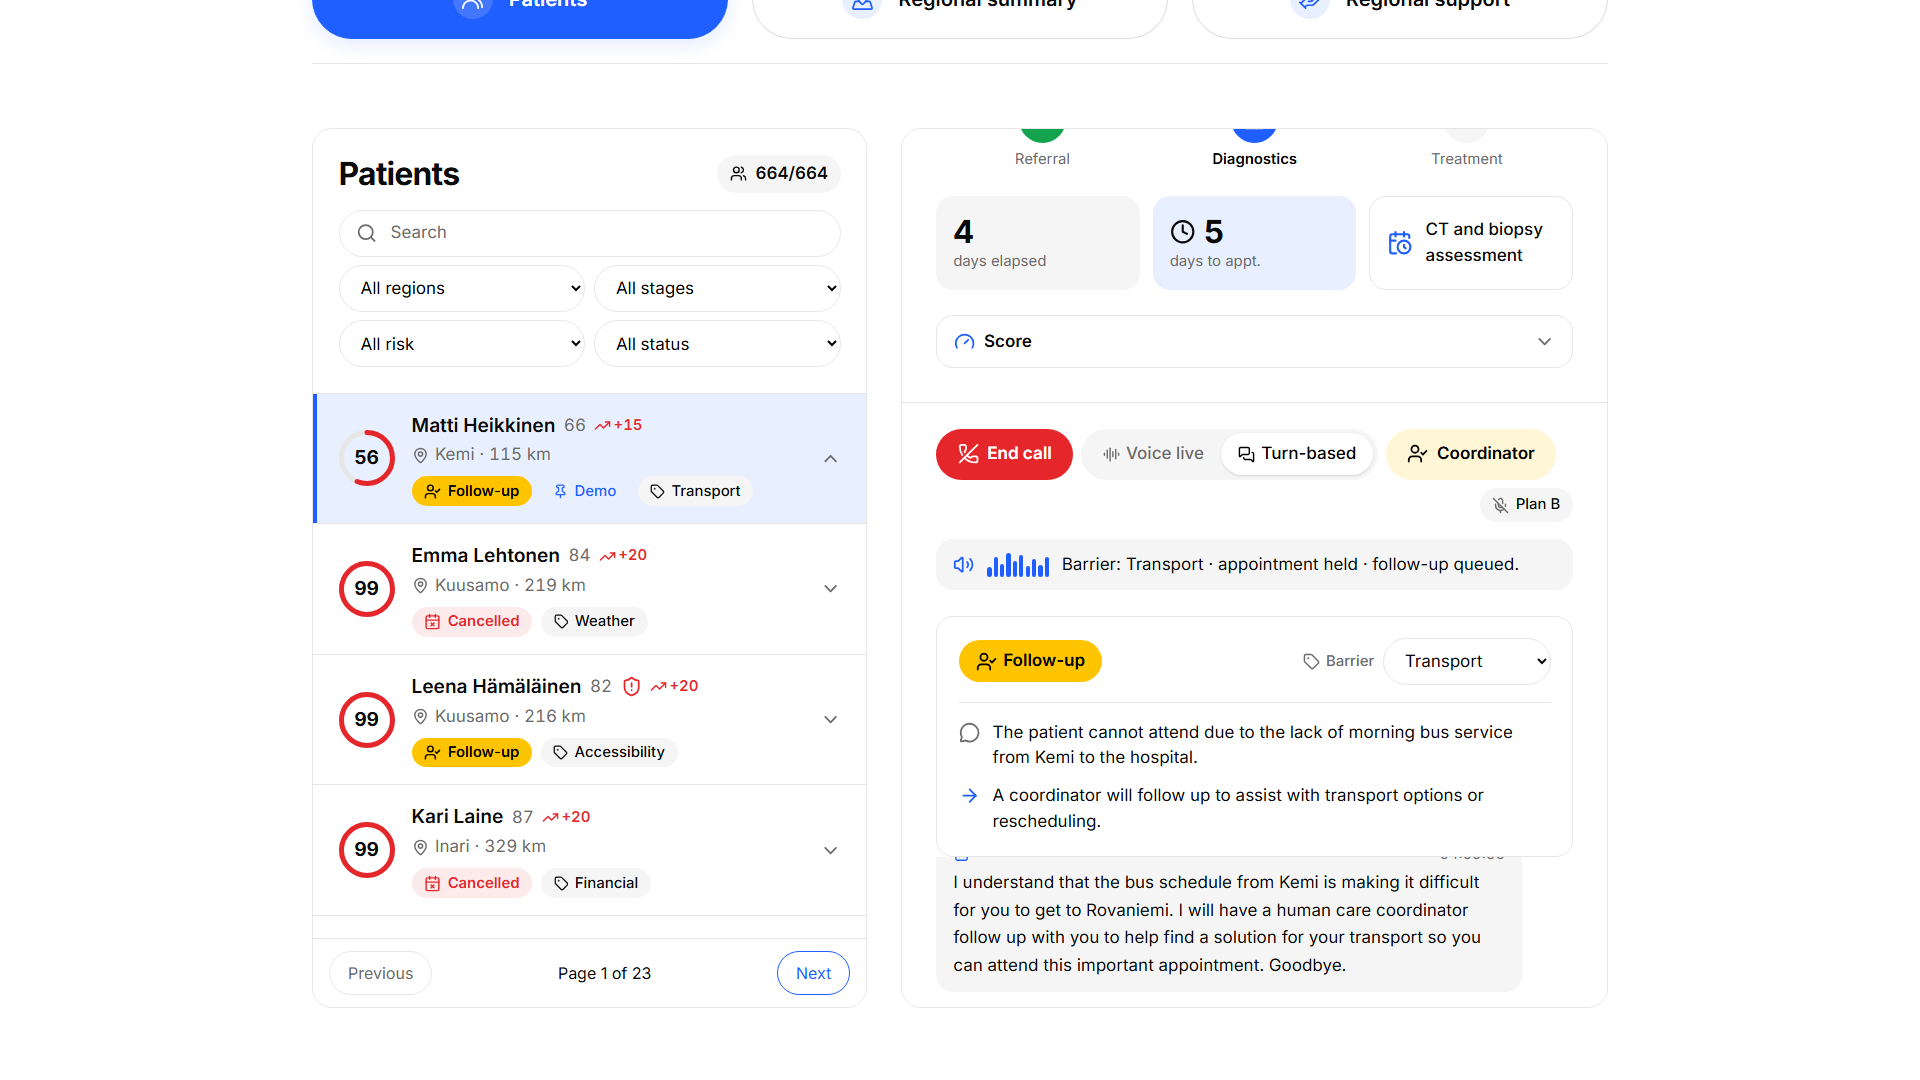 Patients
Regional summary
Regional support
Patients
664/664
Search
All regions
All stages
All risk
All status
56
Matti Heikkinen 66 +15
Kemi · 115 km
Follow-up Demo Transport
99
Emma Lehtonen 84 +20
Kuusamo · 219 km
Cancelled Weather
99
Leena Hämäläinen 82 +20
Kuusamo · 216 km
Follow-up Accessibility
99
Kari Laine 87 +20
Inari · 329 km
Cancelled Financial
Previous
Page 1 of 23
Next
Referral
Diagnostics
Treatment
4
days elapsed
5
days to appt.
CT and biopsy
assessment
Score
End call
Voice live
Turn-based
Coordinator
Plan B
Barrier: Transport · appointment held · follow-up queued.
Follow-up
Barrier
Transport
The patient cannot attend due to the lack of morning bus service
from Kemi to the hospital.
A coordinator will follow up to assist with transport options or
rescheduling.
I understand that the bus schedule from Kemi is making it difficult
for you to get to Rovaniemi. I will have a human care coordinator
follow up with you to help find a solution for your transport so you
can attend this important appointment. Goodbye.